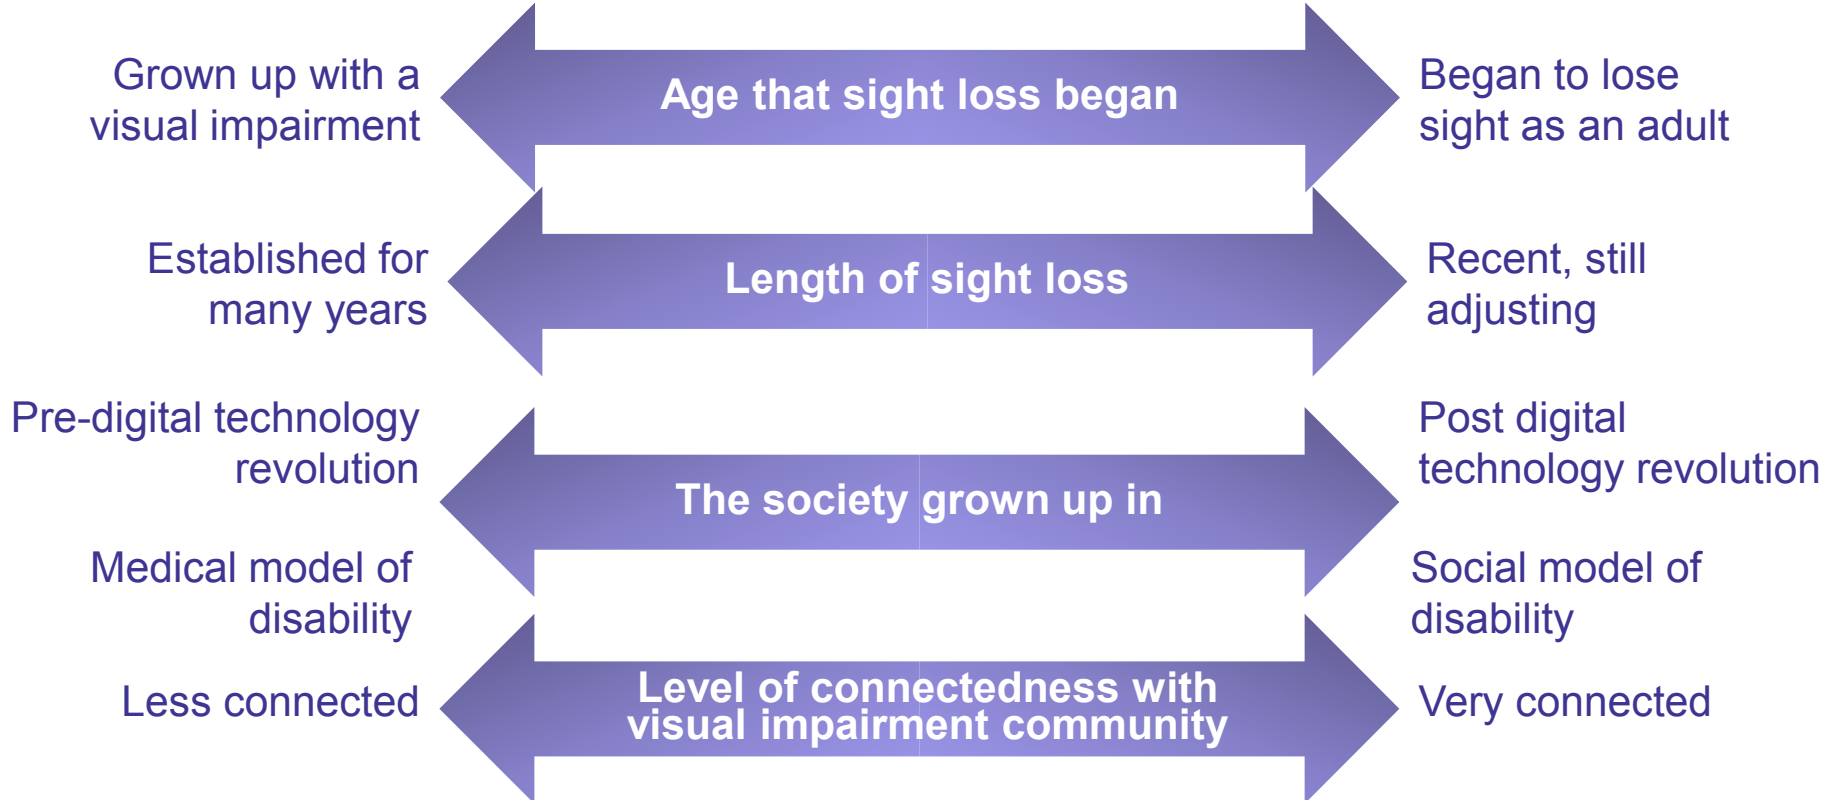 Grown up with a
visual impairment
Age that sight loss began
Began to lose
sight as an adult
Established for
many years
Length of sight loss
Recent, still
adjusting
Pre-digital technology
revolution
The society grown up in
Post digital
technology revolution
Medical model of
disability
Social model of
disability
Less connected
Level of connectedness with
visual impairment community
Very connected